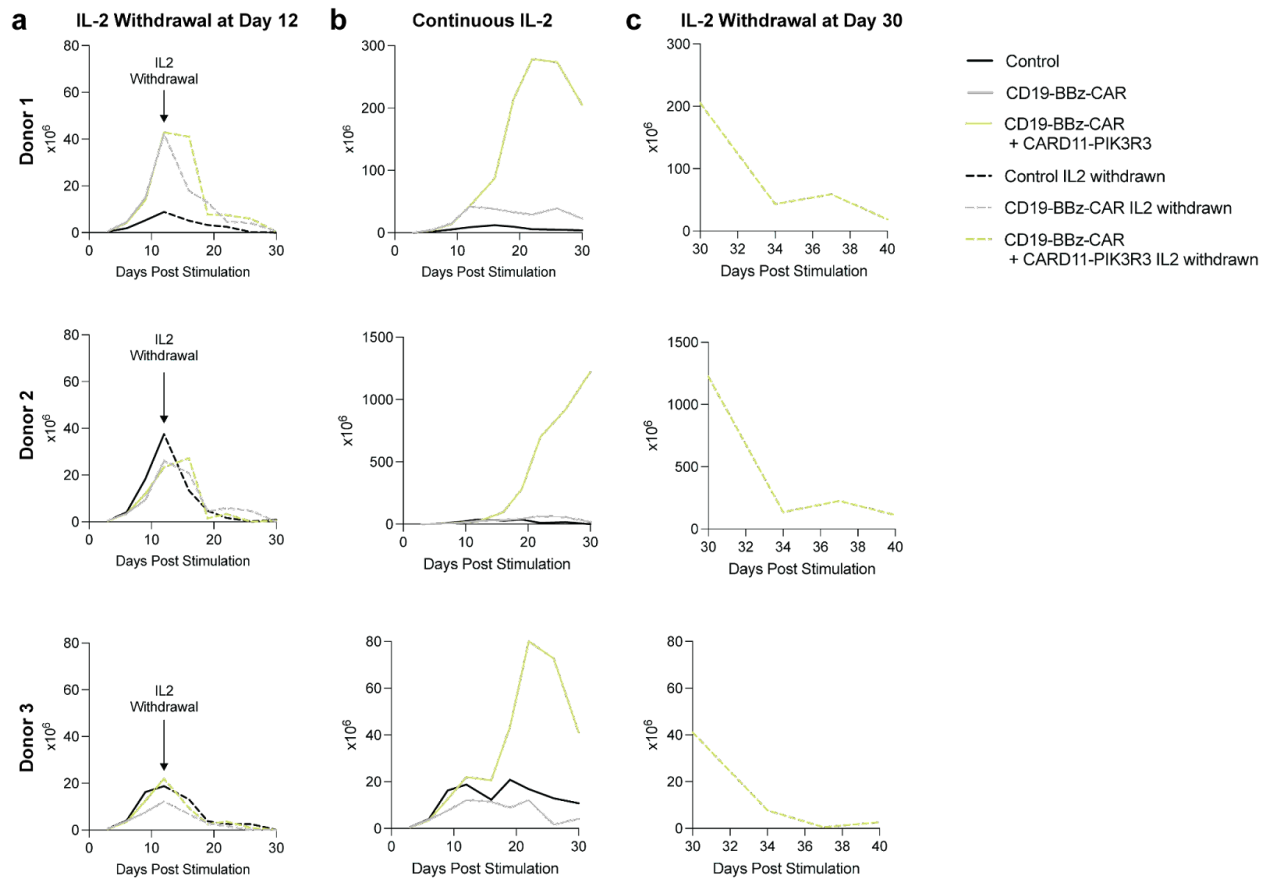 a IL-2 Withdrawal at Day 12
b Continuous IL-2
c IL-2 Withdrawal at Day 30
Donor 1
x10⁶
80
60
40
20
0
0 10 20 30
Days Post Stimulation
IL2
Withdrawal
x10⁶
300
200
100
0
0 10 20 30
Days Post Stimulation
x10⁶
300
200
100
0
30 32 34 36 38 40
Days Post Stimulation
Control
CD19-BBz-CAR
CD19-BBz-CAR
+ CARD11-PIK3R3
Control IL2 withdrawn
CD19-BBz-CAR IL2 withdrawn
CD19-BBz-CAR
+ CARD11-PIK3R3 IL2 withdrawn
Donor 2
x10⁶
80
60
40
20
0
0 10 20 30
Days Post Stimulation
IL2
Withdrawal
x10⁶
1500
1000
500
0
0 10 20 30
Days Post Stimulation
x10⁶
1500
1000
500
0
30 32 34 36 38 40
Days Post Stimulation
Donor 3
x10⁶
80
60
40
20
0
0 10 20 30
Days Post Stimulation
IL2
Withdrawal
x10⁶
80
60
40
20
0
0 10 20 30
Days Post Stimulation
x10⁶
80
60
40
20
0
30 32 34 36 38 40
Days Post Stimulation